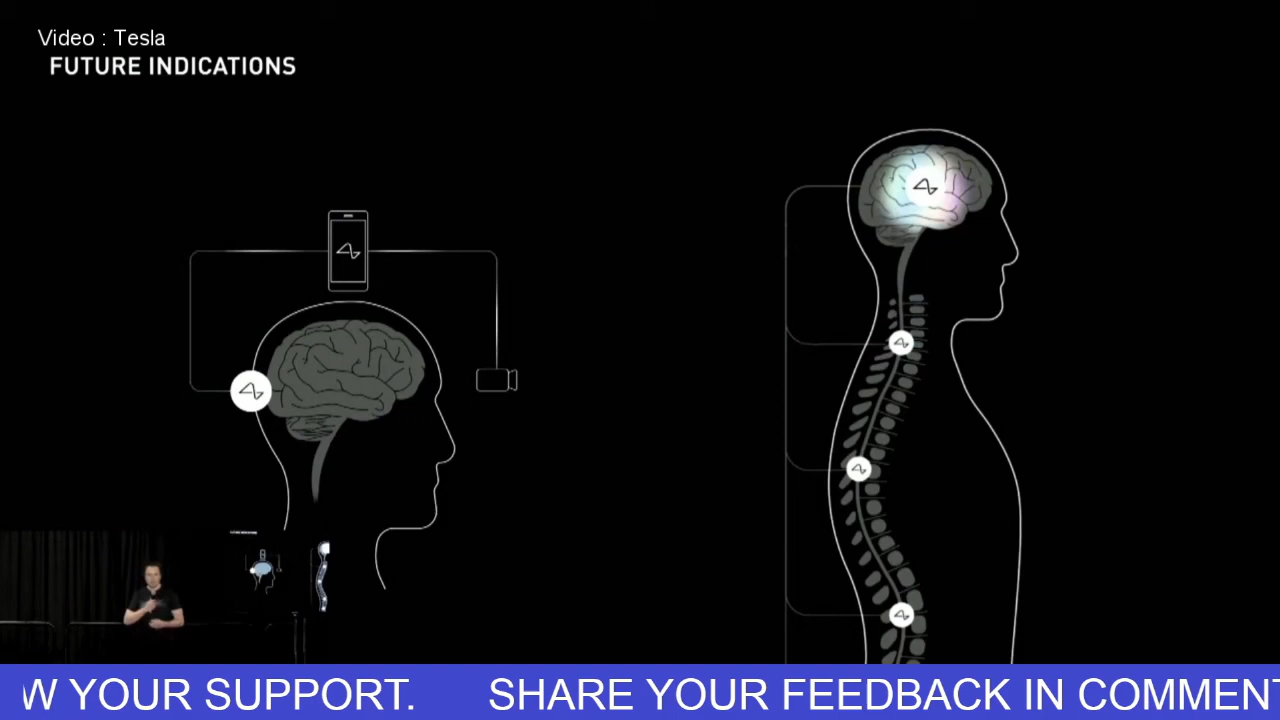 Video : Tesla
FUTURE INDICATIONS
W YOUR SUPPORT. SHARE YOUR FEEDBACK IN COMMENT